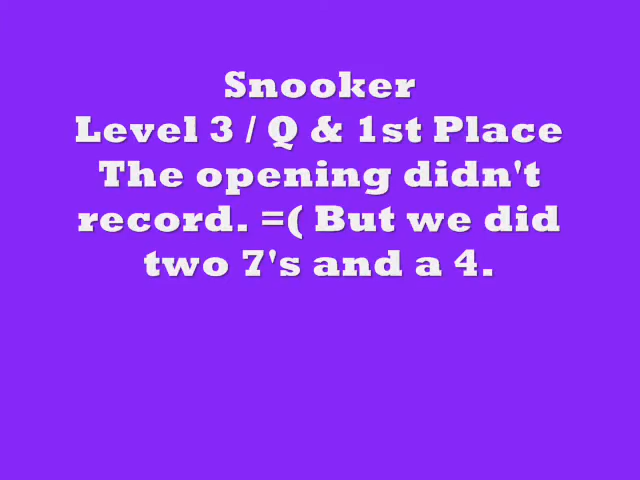 Snooker
Level 3 / Q & 1st Place
The opening didn't
record. =( But we did
two 7's and a 4.